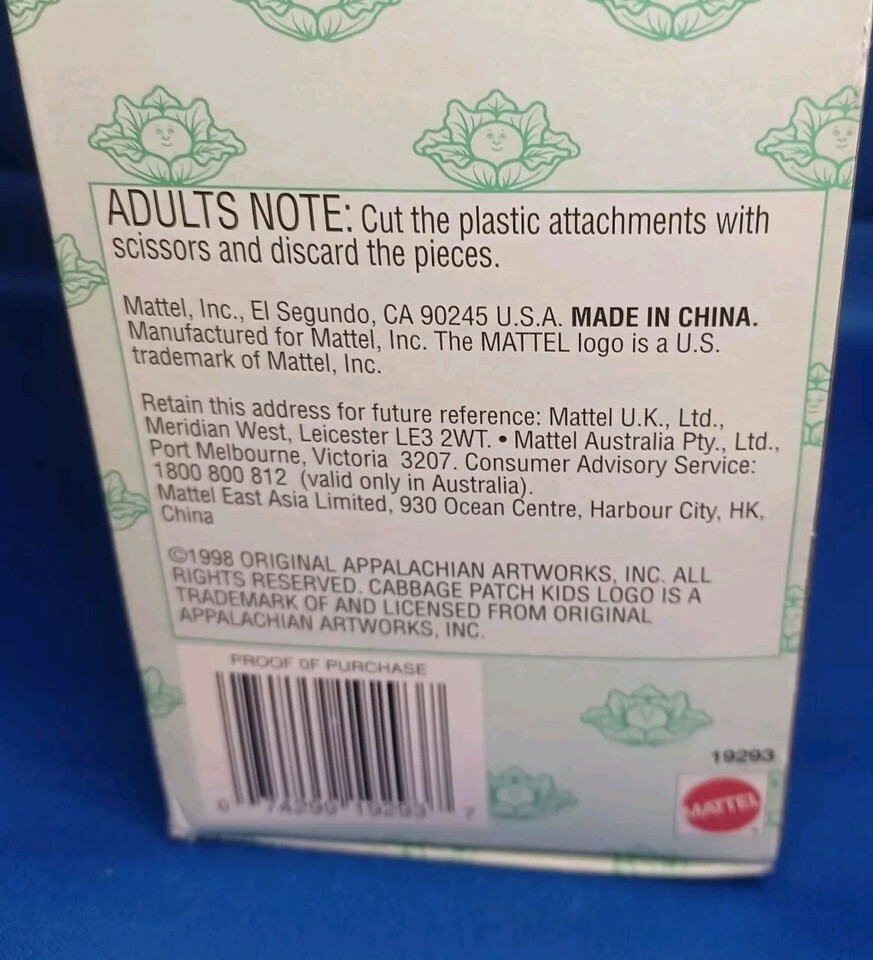 ADULTS NOTE: Cut the plastic attachments with
scissors and discard the pieces.
Mattel, Inc., El Segundo, CA 90245 U.S.A. MADE IN CHINA.
Manufactured for Mattel, Inc. The MATTEL logo is a U.S.
trademark of Mattel, Inc.
Retain this address for future reference: Mattel U.K., Ltd.,
Meridian West, Leicester LE3 2WT. • Mattel Australia Pty., Ltd.,
Port Melbourne, Victoria 3207. Consumer Advisory Service:
1800 800 812 (valid only in Australia).
Mattel East Asia Limited, 930 Ocean Centre, Harbour City, HK,
China
©1998 ORIGINAL APPALACHIAN ARTWORKS, INC. ALL
RIGHTS RESERVED. CABBAGE PATCH KIDS LOGO IS A
TRADEMARK OF AND LICENSED FROM ORIGINAL
APPALACHIAN ARTWORKS, INC.
PROOF OF PURCHASE
0 74299 19293 7
19293
MATTEL